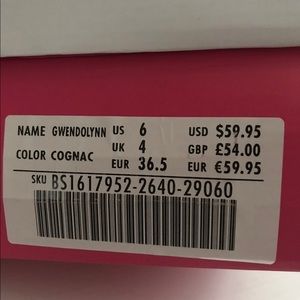 NAME GWENDOLYNN US 6 USD $59.95
UK 4 GBP £54.00
COLOR COGNAC EUR 36.5 EUR €59.95
SKU BS1617952-2640-29060